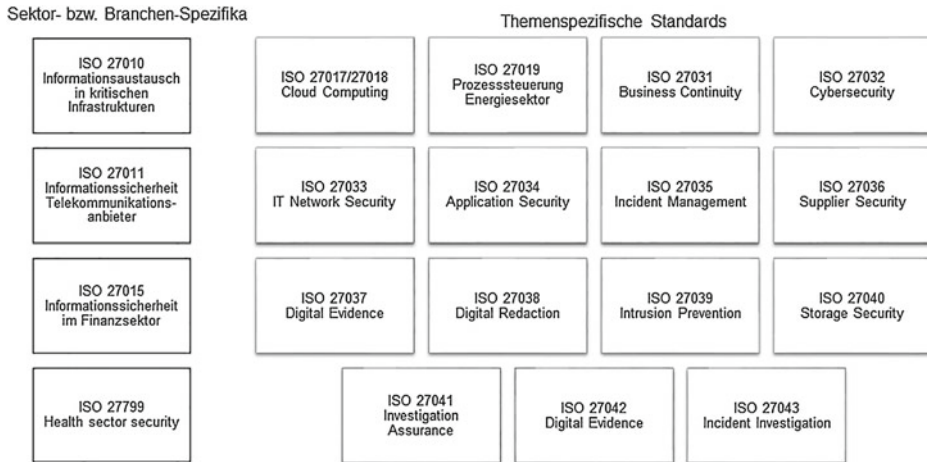 Sektor- bzw. Branchen-Spezifika
Themenspezifische Standards
ISO 27010
Informationsaustausch
in kritischen
Infrastrukturen
ISO 27017/27018
Cloud Computing
ISO 27019
Prozesssteuerung
Energiesektor
ISO 27031
Business Continuity
ISO 27032
Cybersecurity
ISO 27011
Informationssicherheit
Telekommunikations-
anbieter
ISO 27033
IT Network Security
ISO 27034
Application Security
ISO 27035
Incident Management
ISO 27036
Supplier Security
ISO 27015
Informationssicherheit
im Finanzsektor
ISO 27037
Digital Evidence
ISO 27038
Digital Redaction
ISO 27039
Intrusion Prevention
ISO 27040
Storage Security
ISO 27799
Health sector security
ISO 27041
Investigation
Assurance
ISO 27042
Digital Evidence
ISO 27043
Incident Investigation